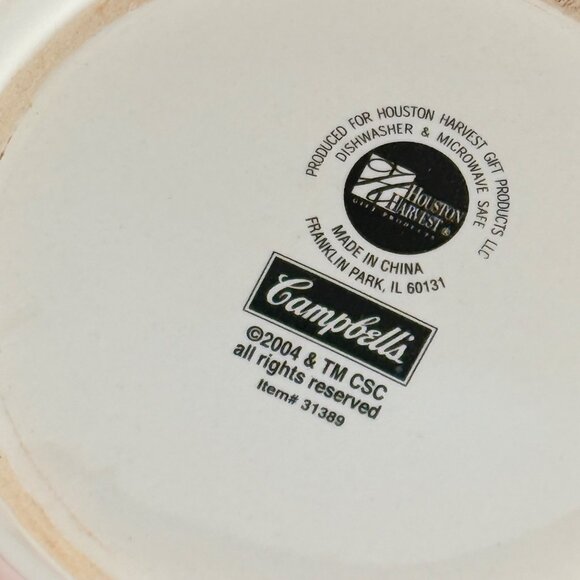 PRODUCED FOR HOUSTON HARVEST GIFT PRODUCTS LLC
DISHWASHER & MICROWAVE SAFE
HOUSTON
HARVEST®
GIFT PRODUCTS
MADE IN CHINA
FRANKLIN PARK, IL 60131
Campbell's
©2004 & TM CSC
all rights reserved
Item# 31389